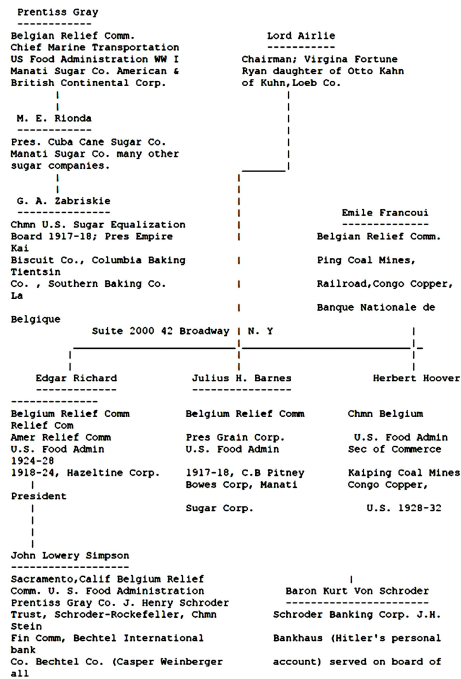 Prentiss Gray
Belgian Relief Comm.
Chief Marine Transportation
US Food Administration WW I
Manati Sugar Co. American &
British Continental Corp.
Lord Airlie
Chairman; Virgina Fortune
Ryan daughter of Otto Kahn
of Kuhn,Loeb Co.
M. E. Rionda
Pres. Cuba Cane Sugar Co.
Manati Sugar Co. many other
sugar companies.
G. A. Zabriskie
Chmn U.S. Sugar Equalization
Board 1917-18; Pres Empire
Kai
Biscuit Co., Columbia Baking
Tientsin
Co. , Southern Baking Co.
La
Belgique
Emile Francoui
Belgian Relief Comm.
Ping Coal Mines,
Railroad,Congo Copper,
Banque Nationale de
Suite 2000 42 Broadway | N. Y
Edgar Richard
Belgium Relief Comm
Relief Com
Amer Relief Comm
U.S. Food Admin
1924-28
1918-24, Hazeltine Corp.
President
Julius H. Barnes
Belgium Relief Comm
Pres Grain Corp.
U.S. Food Admin
1917-18, C.B Pitney
Bowes Corp, Manati
Sugar Corp.
Herbert Hoover
Chmn Belgium
U.S. Food Admin
Sec of Commerce
Kaiping Coal Mines
Congo Copper,
U.S. 1928-32
John Lowery Simpson
Sacramento,Calif Belgium Relief
Comm. U. S. Food Administration
Prentiss Gray Co. J. Henry Schroder
Trust, Schroder-Rockefeller, Chmn
Stein
Fin Comm, Bechtel International
bank
Co. Bechtel Co. (Casper Weinberger
all
Baron Kurt Von Schroder
Schroder Banking Corp. J.H.
Bankhaus (Hitler's personal
account) served on board of